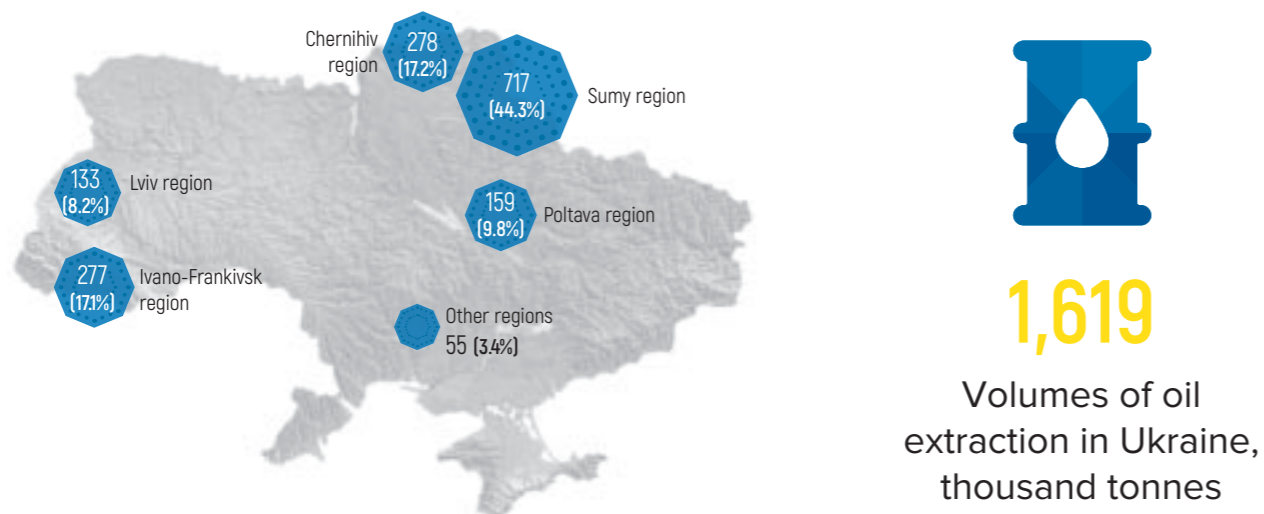 Chernihiv
region
278
(17.2%)
717
(44.3%)
Sumy region
133
(8.2%)
Lviv region
159
(9.8%)
Poltava region
277
(17.1%)
Ivano-Frankivsk
region
Other regions
55 (3.4%)
1,619
Volumes of oil
extraction in Ukraine,
thousand tonnes